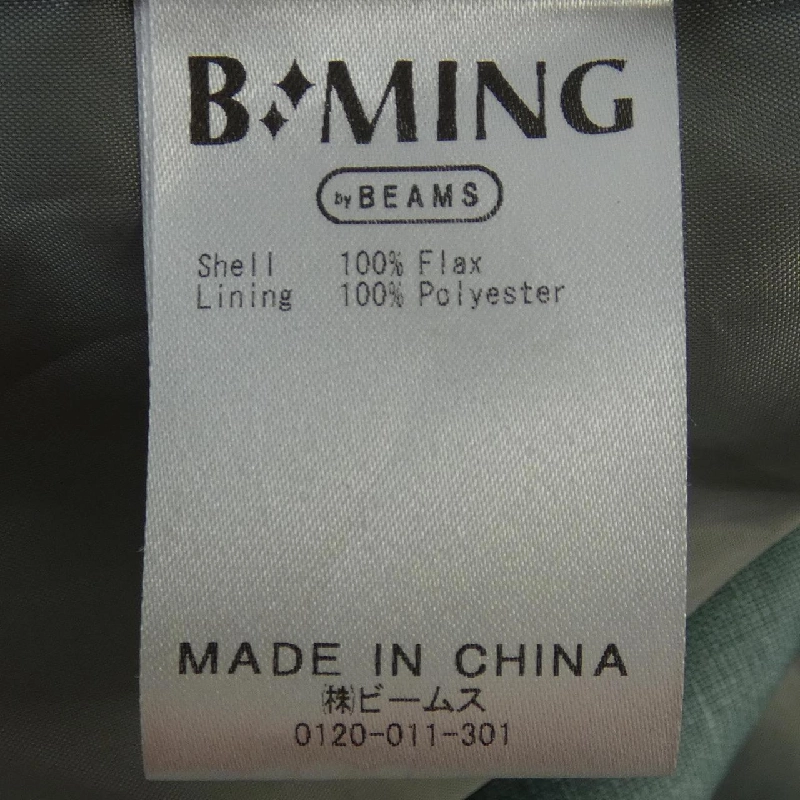 B MING
by BEAMS
Shell 100% Flax
Lining 100% Polyester
MADE IN CHINA
㈱ビームス
0120-011-301